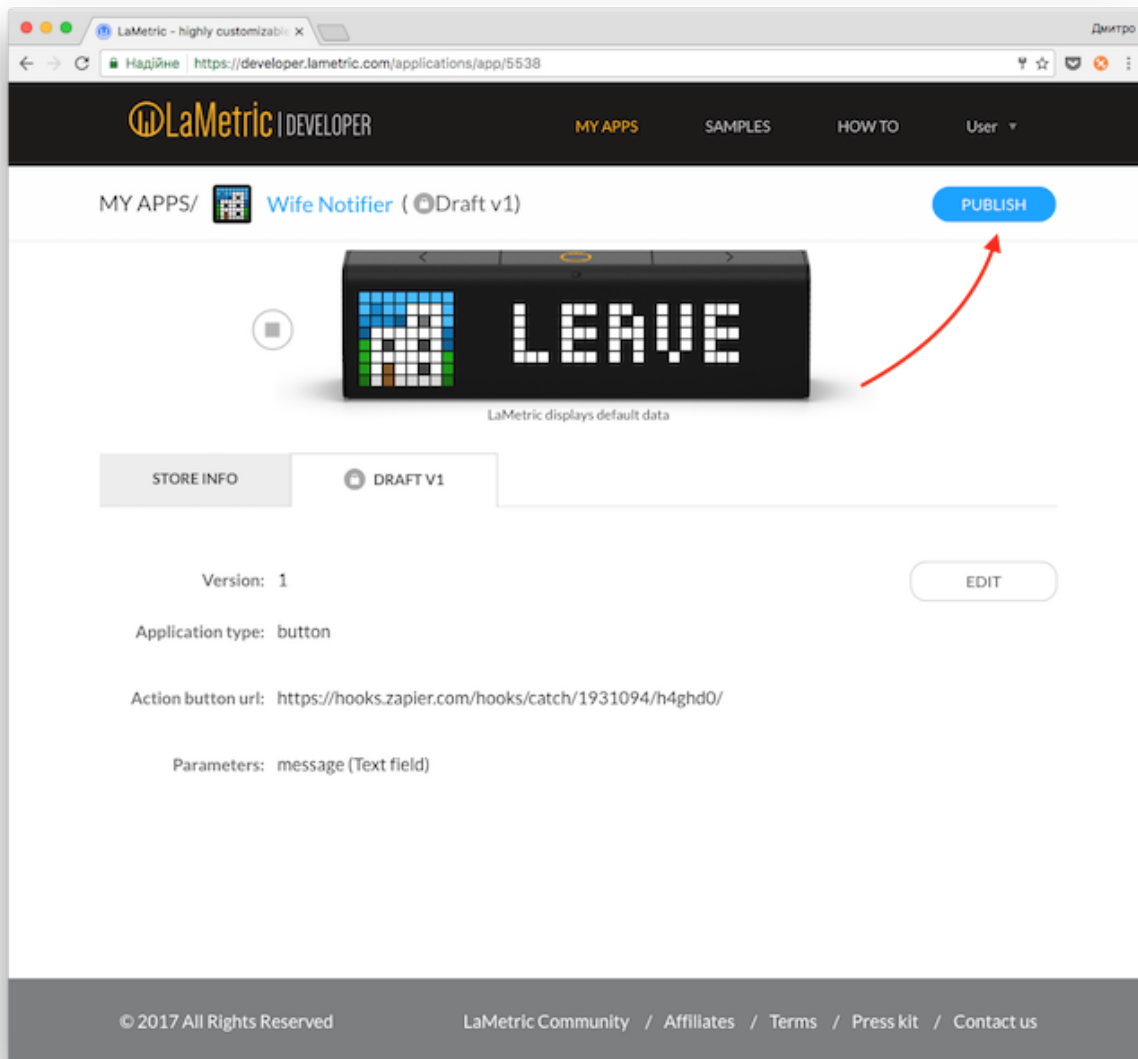 LaMetric - highly customizable
Дмитро
Надійне https://developer.lametric.com/applications/app/5538
LaMetric | DEVELOPER
MY APPS SAMPLES HOW TO User
MY APPS/ Wife Notifier ( Draft v1)
PUBLISH
LEAVE
LaMetric displays default data
STORE INFO DRAFT V1
Version: 1
EDIT
Application type: button
Action button url: https://hooks.zapier.com/hooks/catch/1931094/h4ghd0/
Parameters: message (Text field)
© 2017 All Rights Reserved LaMetric Community / Affiliates / Terms / Press kit / Contact us